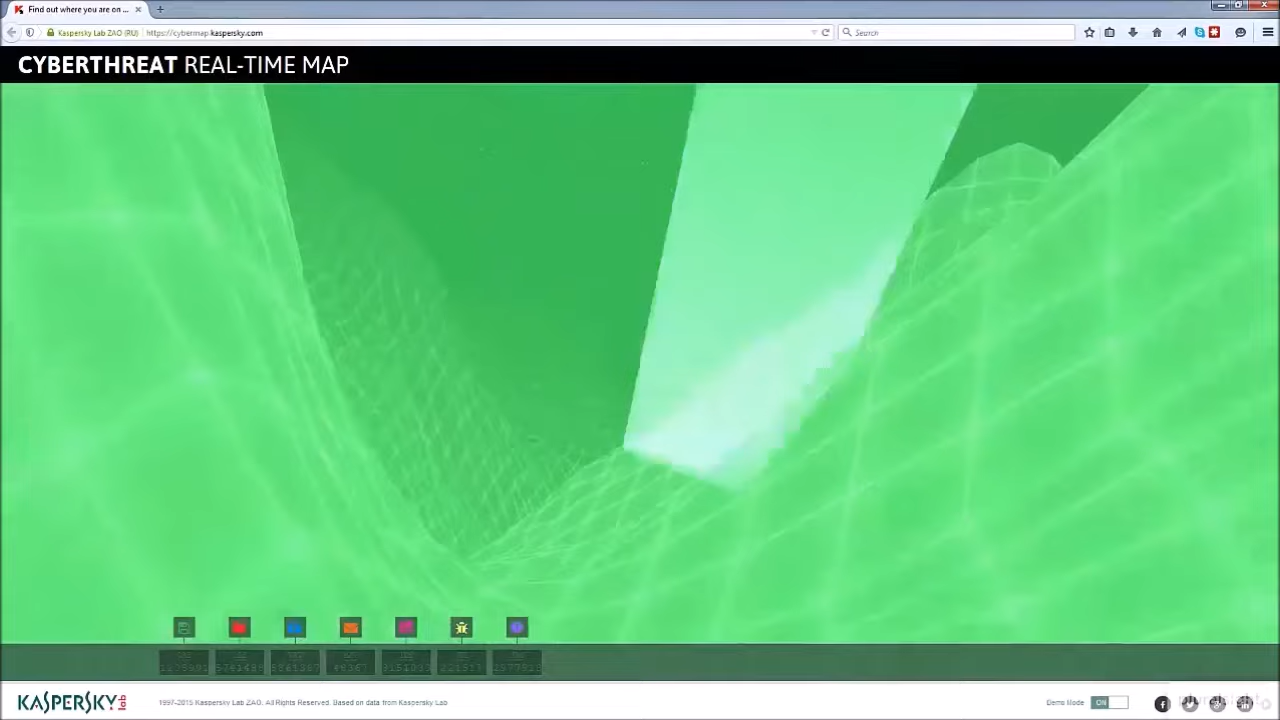 Find out where you are on ...
Kaspersky Lab ZAO (RU)
https://cybermap.kaspersky.com
Search
CYBERTHREAT REAL-TIME MAP
KASPERSKY lab
1997-2015 Kaspersky Lab ZAO. All Rights Reserved. Based on data from Kaspersky Lab
Demo Mode
ON
pluralsight